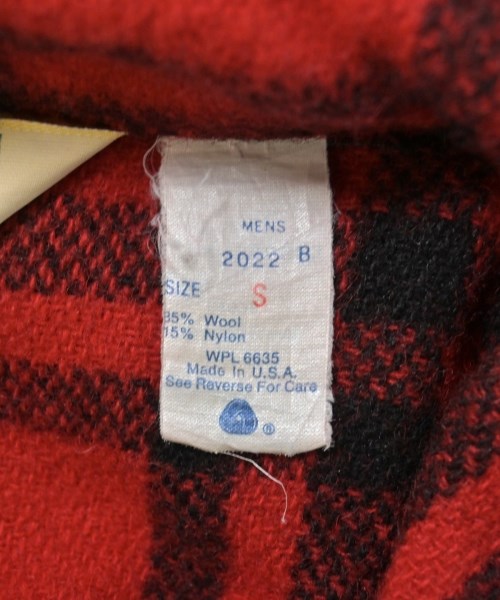 MENS
2022 B
SIZE S
85% Wool
15% Nylon
WPL 6635
Made In U.S.A.
See Reverse For Care
®